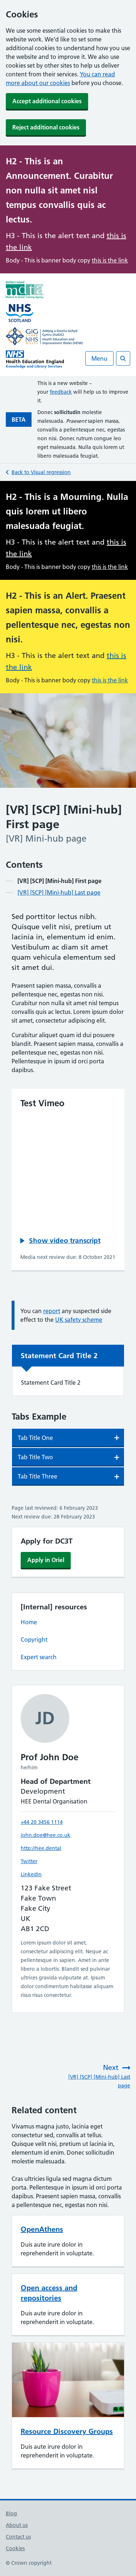 Cookies
We use some essential cookies to make this
website work. We'd like to set some
additional cookies to understand how you use
the website and to improve it. We may also
use cookies set by other sites to help us
deliver content from their services. You can read
more about our cookies before you choose.
Accept additional cookies
Reject additional cookies
H2 - This is an
Announcement. Curabitur
non nulla sit amet nisl
tempus convallis quis ac
lectus.
H3 - This is the alert text and this is
the link
Body - This is banner body copy this is the link
mdta
NHS
SCOTLAND
GIG
NHS
Addysg a Gwella Iechyd
Cymru (AaGIC)
Health Education and
Improvement Wales (HEIW)
NHS
Health Education England
Knowledge and Library Services
Menu
BETA
This is a new website –
your feedback will help us to improve
it.
Donec sollicitudin molestie
malesuada. Praesent sapien massa,
convallis a pellentesque nec, egestas
non nisi. Donec rutrum congue leo
eget malesuada. Nulla quis lorem ut
libero malesuada feugiat.
Back to Visual regression
H2 - This is a Mourning. Nulla
quis lorem ut libero
malesuada feugiat.
H3 - This is the alert text and this is
the link
Body - This is banner body copy this is the link
H2 - This is an Alert. Praesent
sapien massa, convallis a
pellentesque nec, egestas non
nisi.
H3 - This is the alert text and this is
the link
Body - This is banner body copy this is the link
[VR] [SCP] [Mini-hub]
First page
[VR] Mini-hub page
Contents
— [VR] [SCP] [Mini-hub] First page
— [VR] [SCP] [Mini-hub] Last page
Sed porttitor lectus nibh.
Quisque velit nisi, pretium ut
lacinia in, elementum id enim.
Vestibulum ac diam sit amet
quam vehicula elementum sed
sit amet dui.
Praesent sapien massa, convallis a
pellentesque nec, egestas non nisi.
Lorem ipsum dolor sit amet,
consectetur adipiscing elit.
Curabitur aliquet quam id dui posuere
blandit. Praesent sapien massa, convallis a
pellentesque nec, egestas non nisi.
Curabitur non nulla sit amet nisl tempus
convallis quis ac lectus. Lorem ipsum
dapibus.
Test Vimeo
Show video transcript
Media next review due: 8 October 2021
You can report any suspected side
effect to the UK safety scheme
Statement Card Title 2
Statement Card Title 2
Tabs Example
Tab Title One
Tab Title Two
Tab Title Three
Page last reviewed: 6 February 2023
Next review due: 28 February 2023
Apply for DC3T
Apply in Oriel
[Internal] resources
Home
Copyright
Expert search
JD
Prof John Doe
he/him
Head of Department
Development
HEE Dental Organisation
+44 20 3456 1114
john.doe@hee.co.uk
http://hee.dental
Twitter
LinkedIn
123 Fake Street
Fake Town
Fake City
UK
AB1 2CD
Lorem ipsum dolor sit amet,
consectetur adipiscing elit. Neque ac
pellentesque in sapien enim. Amet ante in
amet ac lobortis. Blandit elit pulvinar
ultrices gravida vulputate ut. Ipsum
diam dolor condimentum habitasse aliquam
risus risus consectetur.
Next
[VR] [SCP] [Mini-hub] Last
page
Related content
Vivamus magna justo, lacinia eget
consectetur sed, convallis at tellus.
Quisque velit nisi, pretium ut lacinia in,
elementum id enim. Donec sollicitudin
molestie malesuada.
Cras ultricies ligula sed magna dictum
porta. Pellentesque in ipsum id orci porta
dapibus. Praesent sapien massa, convallis
a pellentesque nec, egestas non nisi.
OpenAthens
Duis aute irure dolor in
reprehenderit in voluptate.
Open access and
repositories
Duis aute irure dolor in
reprehenderit in voluptate.
Resource Discovery Groups
Duis aute irure dolor in
reprehenderit in voluptate.
Blog
About us
Contact us
Cookies
© Crown copyright